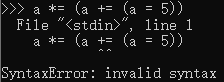 >>> a *= (a += (a = 5))
  File "<stdin>", line 1
    a *= (a += (a = 5))
            ^^
SyntaxError: invalid syntax